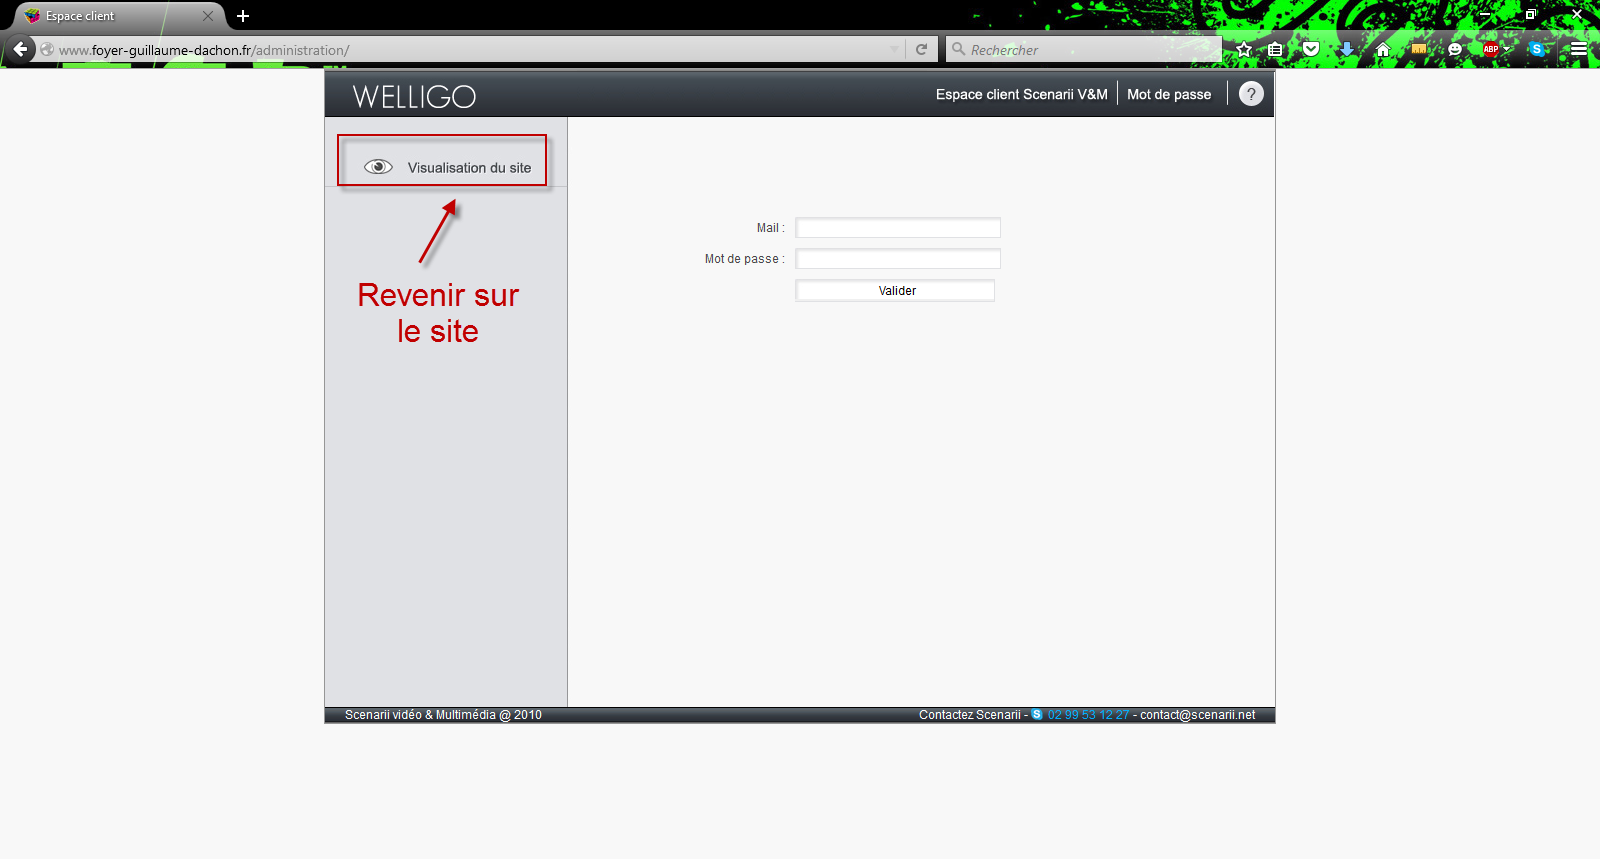 Espace client
www.foyer-guillaume-dachon.fr/administration/
Rechercher
ABP
S
WELLIGO
Espace client Scenarii V&M
Mot de passe
?
Visualisation du site
Revenir sur
le site
Mail :
Mot de passe :
Valider
Scenarii vidéo & Multimédia @ 2010
Contactez Scenarii - S 02 99 53 12 27 - contact@scenarii.net